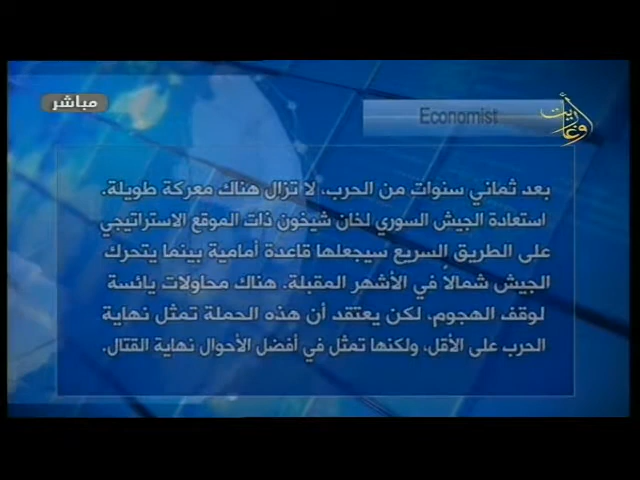 مباشر
Economist
بعد ثماني سنوات من الحرب، لا تزال هناك معركة طويلة.
استعادة الجيش السوري لخان شيخون ذات الموقع الاستراتيجي
على الطريق السريع سيجعلها قاعدة أمامية بينما يتحرك
الجيش شمالاً في الأشهر المقبلة. هناك محاولات يائسة
لوقف الهجوم، لكن يعتقد أن هذه الحملة تمثل نهاية
الحرب على الأقل، ولكنها تمثل في أفضل الأحوال نهاية القتال.